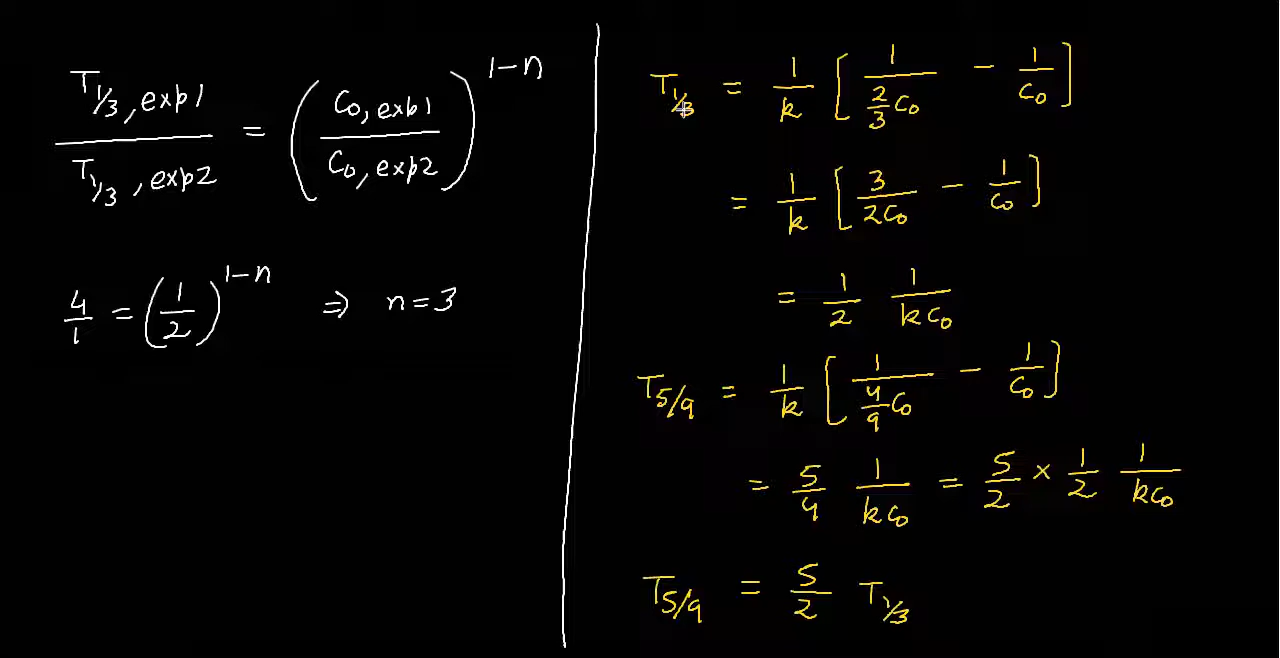 T1/3, exp1 / T1/3, exp2 = (C0, exp1 / C0, exp2)^1-n
4/1 = (1/2)^1-n ⇒ n=3
T1/3 = 1/k [1/(2/3 C0) - 1/C0]
= 1/k [3/2C0 - 1/C0]
= 1/2 1/kC0
T5/9 = 1/k [1/(4/9 C0) - 1/C0]
= 5/4 1/kC0 = 5/2 × 1/2 1/kC0
T5/9 = 5/2 T1/3